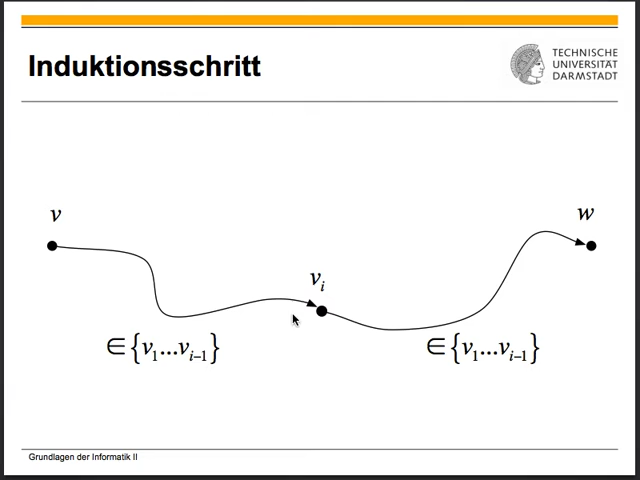 Induktionsschritt
TECHNISCHE
UNIVERSITÄT
DARMSTADT
v
w
v_i
∈{v_1...v_{i–1}}
∈{v_1...v_{i–1}}
Grundlagen der Informatik II